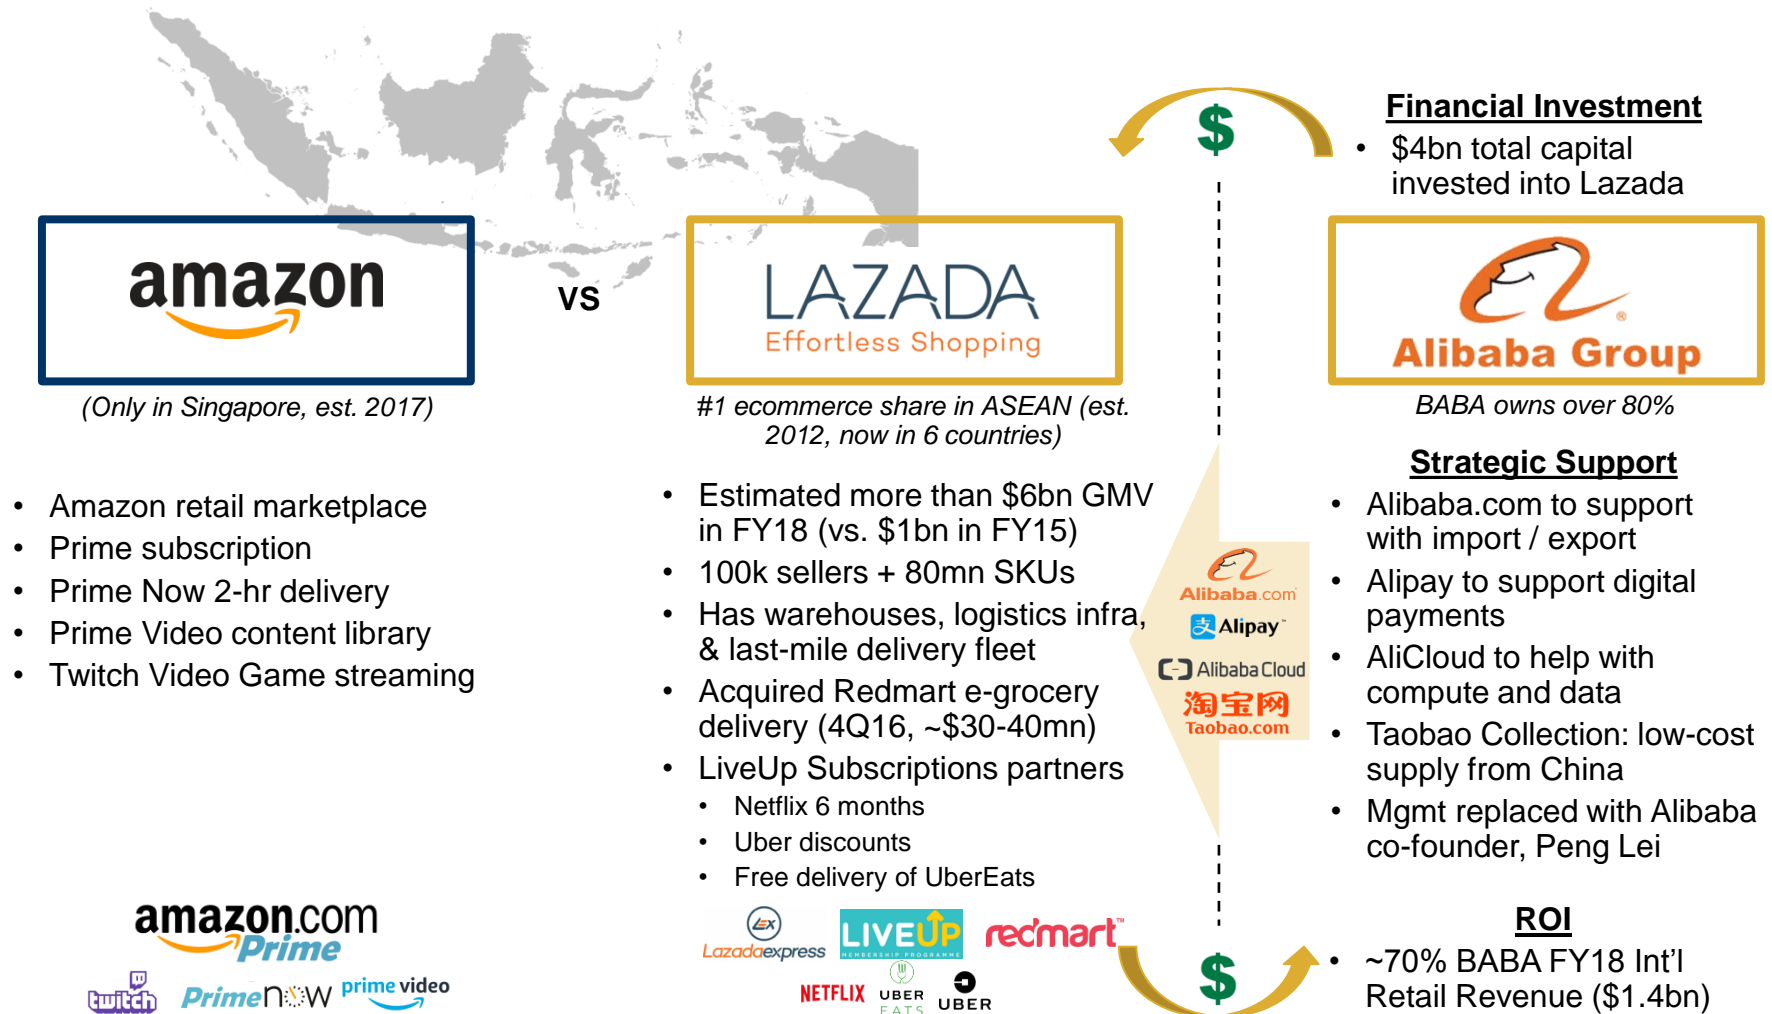 amazon
(Only in Singapore, est. 2017)
• Amazon retail marketplace
• Prime subscription
• Prime Now 2-hr delivery
• Prime Video content library
• Twitch Video Game streaming
amazon.com
Prime
twitch
Prime now
prime video
VS
LAZADA
Effortless Shopping
#1 ecommerce share in ASEAN (est.
2012, now in 6 countries)
• Estimated more than $6bn GMV
in FY18 (vs. $1bn in FY15)
• 100k sellers + 80mn SKUs
• Has warehouses, logistics infra,
& last-mile delivery fleet
• Acquired Redmart e-grocery
delivery (4Q16, ~$30-40mn)
• LiveUp Subscriptions partners
• Netflix 6 months
• Uber discounts
• Free delivery of UberEats
LEX
Lazadaexpress
LIVEUP
MEMBERSHIP PROGRAMME
redmart™
NETFLIX
UBER
EATS
UBER
$
Alibaba.com
支 Alipay
Alibaba Cloud
淘宝网
Taobao.com
$
Financial Investment
• $4bn total capital
invested into Lazada
®
Alibaba Group
BABA owns over 80%
Strategic Support
• Alibaba.com to support
with import / export
• Alipay to support digital
payments
• AliCloud to help with
compute and data
• Taobao Collection: low-cost
supply from China
• Mgmt replaced with Alibaba
co-founder, Peng Lei
ROI
• ~70% BABA FY18 Int'l
Retail Revenue ($1.4bn)